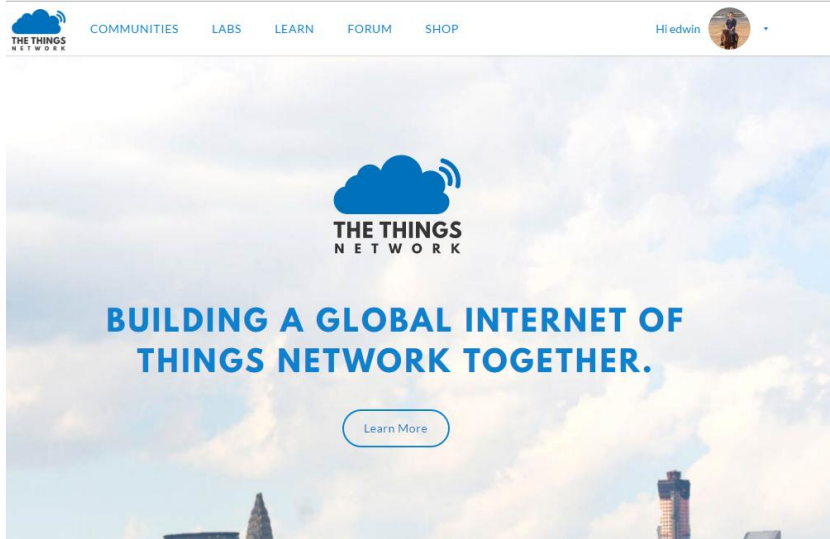 THE THINGS
NETWORK
COMMUNITIES LABS LEARN FORUM SHOP Hi edwin
THE THINGS
NETWORK
BUILDING A GLOBAL INTERNET OF
THINGS NETWORK TOGETHER.
Learn More